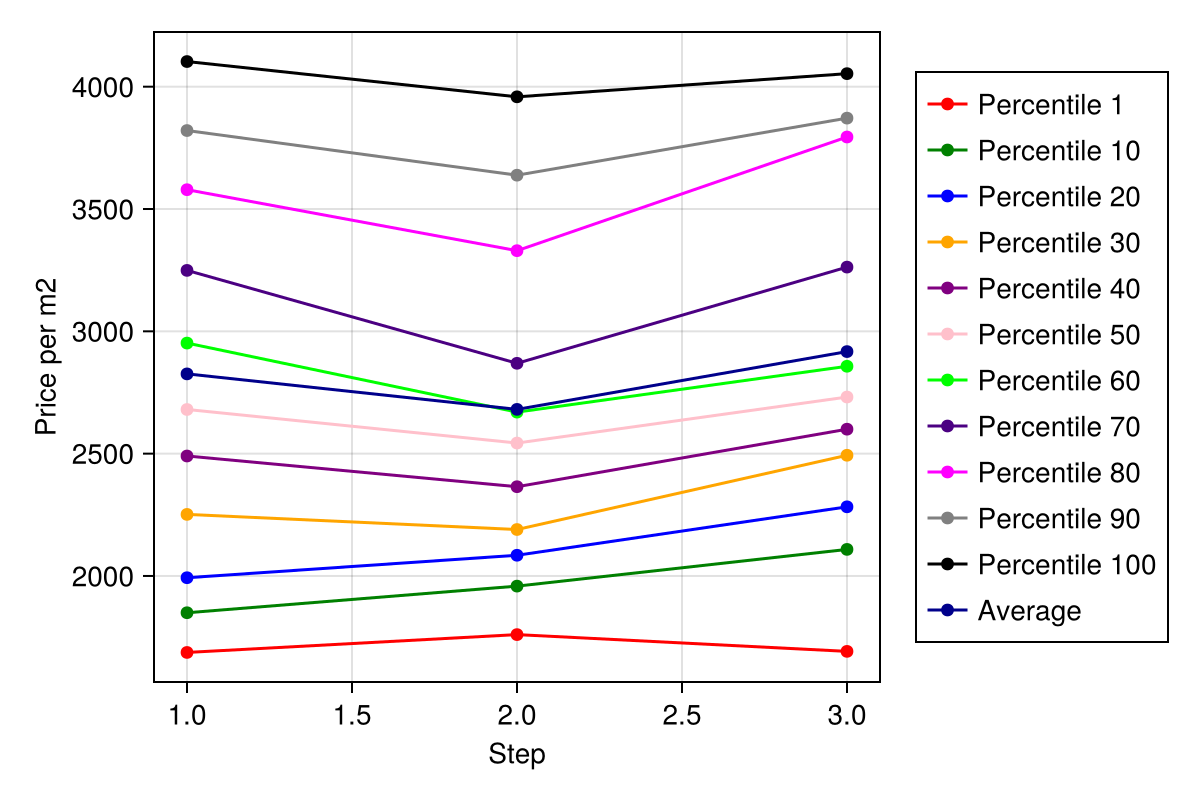 4000
3500
3000
2500
2000
Price per m2
1.0 1.5 2.0 2.5 3.0
Step
Percentile 1
Percentile 10
Percentile 20
Percentile 30
Percentile 40
Percentile 50
Percentile 60
Percentile 70
Percentile 80
Percentile 90
Percentile 100
Average